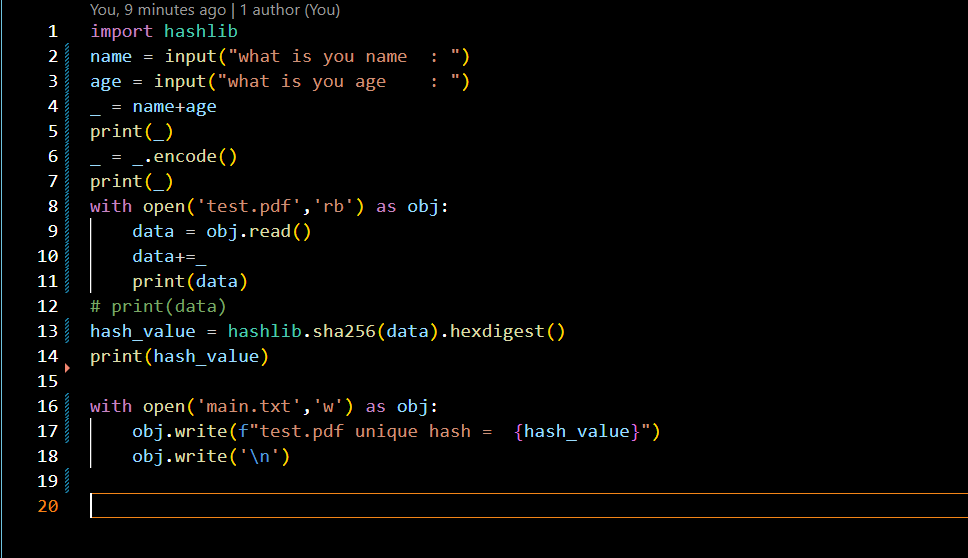 You, 9 minutes ago | 1 author (You)
1 import hashlib
2 name = input("what is you name  : ")
3 age = input("what is you age    : ")
4 _ = name+age
5 print(_)
6 _ = _.encode()
7 print(_)
8 with open('test.pdf','rb') as obj:
9     data = obj.read()
10     data+=_
11     print(data)
12 # print(data)
13 hash_value = hashlib.sha256(data).hexdigest()
14 print(hash_value)
15
16 with open('main.txt','w') as obj:
17     obj.write(f"test.pdf unique hash =  {hash_value}")
18     obj.write('\n')
19
20